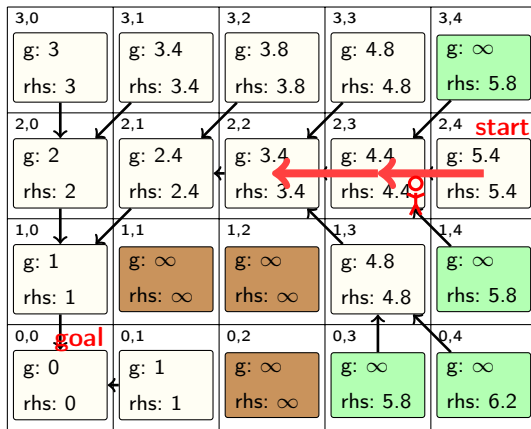 3,0 3,1 3,2 3,3 3,4
g: 3 g: 3.4 g: 3.8 g: 4.8 g: ∞
rhs: 3 rhs: 3.4 rhs: 3.8 rhs: 4.8 rhs: 5.8
2,0 2,1 2,2 2,3 2,4
start
g: 2 g: 2.4 g: 3.4 g: 4.4 g: 5.4
rhs: 2 rhs: 2.4 rhs: 3.4 rhs: 4.4 rhs: 5.4
1,0 1,1 1,2 1,3 1,4
g: 1 g: ∞ g: ∞ g: 4.8 g: ∞
rhs: 1 rhs: ∞ rhs: ∞ rhs: 4.8 rhs: 5.8
0,0 0,1 0,2 0,3 0,4
goal
g: 0 g: 1 g: ∞ g: ∞ g: ∞
rhs: 0 rhs: 1 rhs: ∞ rhs: 5.8 rhs: 6.2